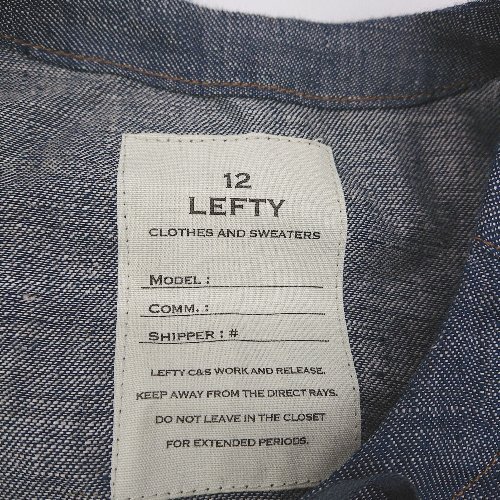 12
LEFTY
CLOTHES AND SWEATERS
MODEL :
COMM. :
SHIPPER : #
LEFTY C&S WORK AND RELEASE.
KEEP AWAY FROM THE DIRECT RAYS.
DO NOT LEAVE IN THE CLOSET
FOR EXTENDED PERIODS.